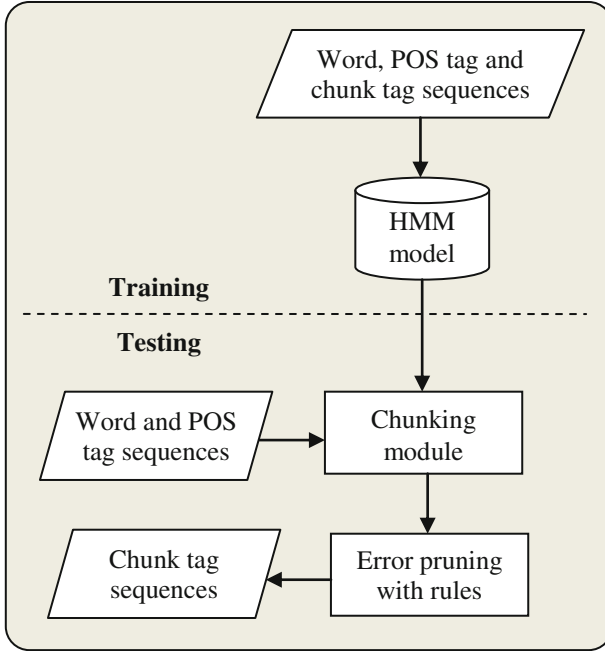 Word, POS tag and
chunk tag sequences
HMM
model
Training
Testing
Word and POS
tag sequences
Chunking
module
Chunk tag
sequences
Error pruning
with rules